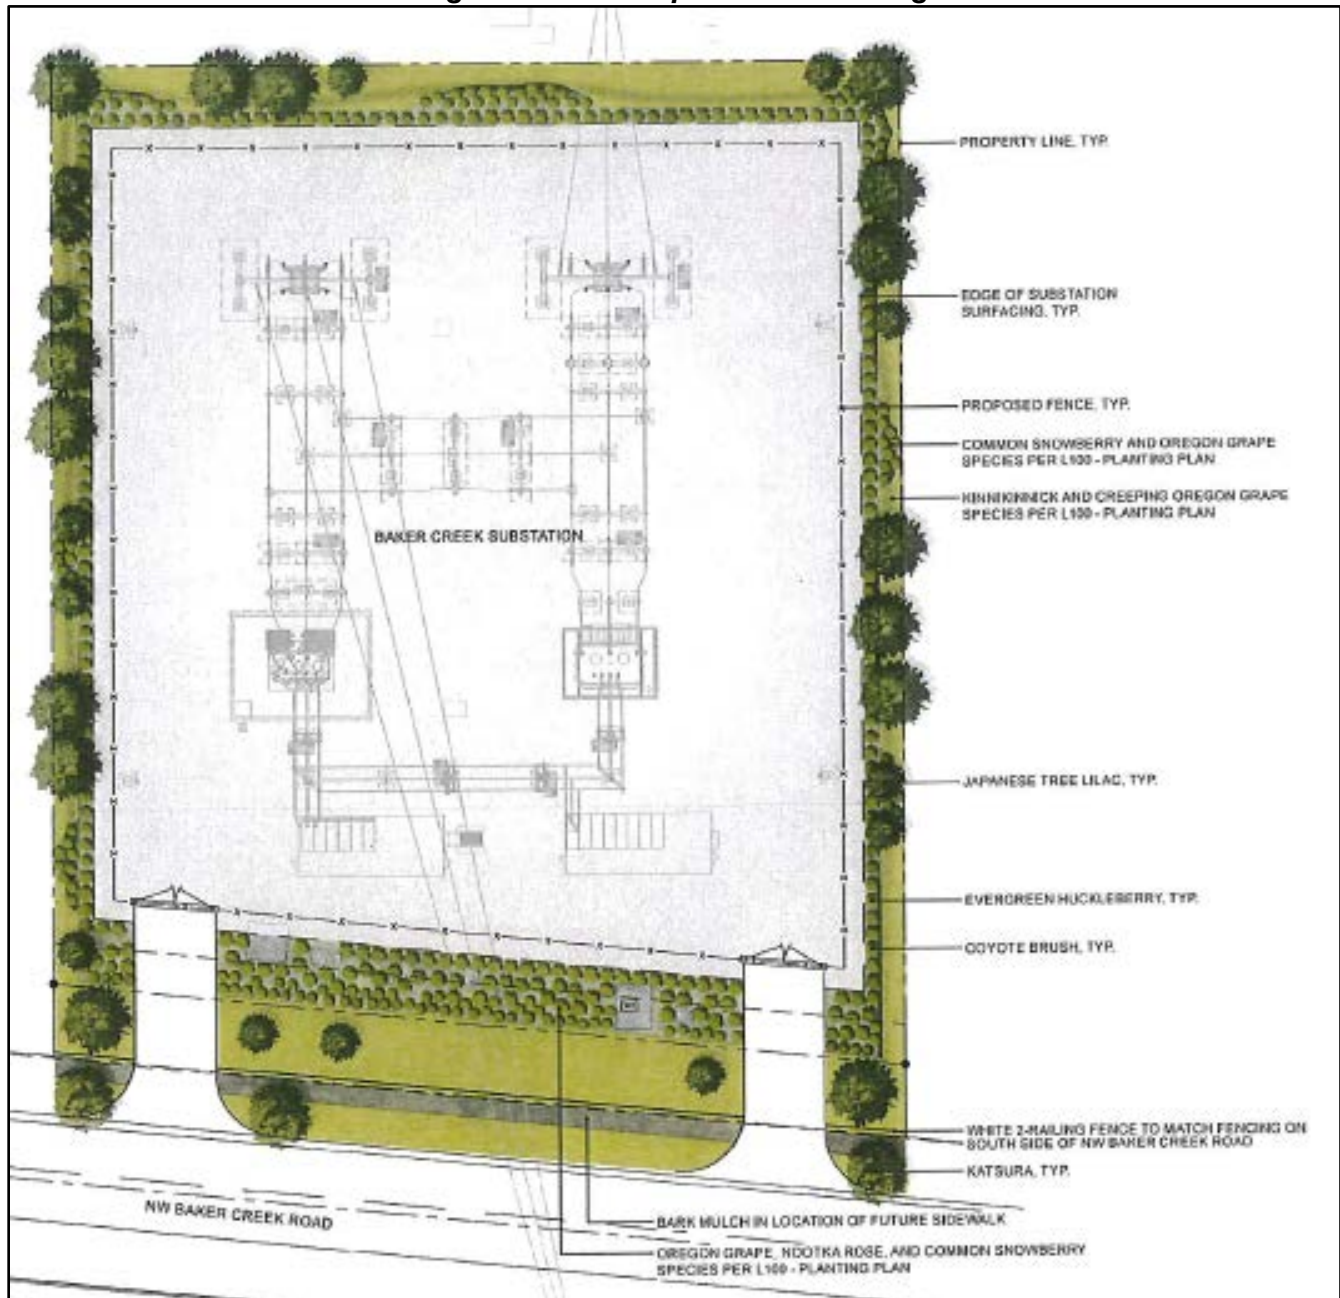 PROPERTY LINE, TYP.
EDGE OF SUBSTATION
SURFACING, TYP.
PROPOSED FENCE, TYP.
COMMON SNOWBERRY AND OREGON GRAPE
SPECIES PER L100 - PLANTING PLAN
KINNIKINNICK AND CREEPING OREGON GRAPE
SPECIES PER L100 - PLANTING PLAN
BAKER CREEK SUBSTATION
JAPANESE TREE LILAC, TYP.
EVERGREEN HUCKLEBERRY, TYP.
COYOTE BRUSH, TYP.
WHITE 2-RAILING FENCE TO MATCH FENCING ON
SOUTH SIDE OF NW BAKER CREEK ROAD
KATSURA, TYP.
NW BAKER CREEK ROAD
BARK MULCH IN LOCATION OF FUTURE SIDEWALK
OREGON GRAPE, NOOTKA ROSE, AND COMMON SNOWBERRY
SPECIES PER L100 - PLANTING PLAN